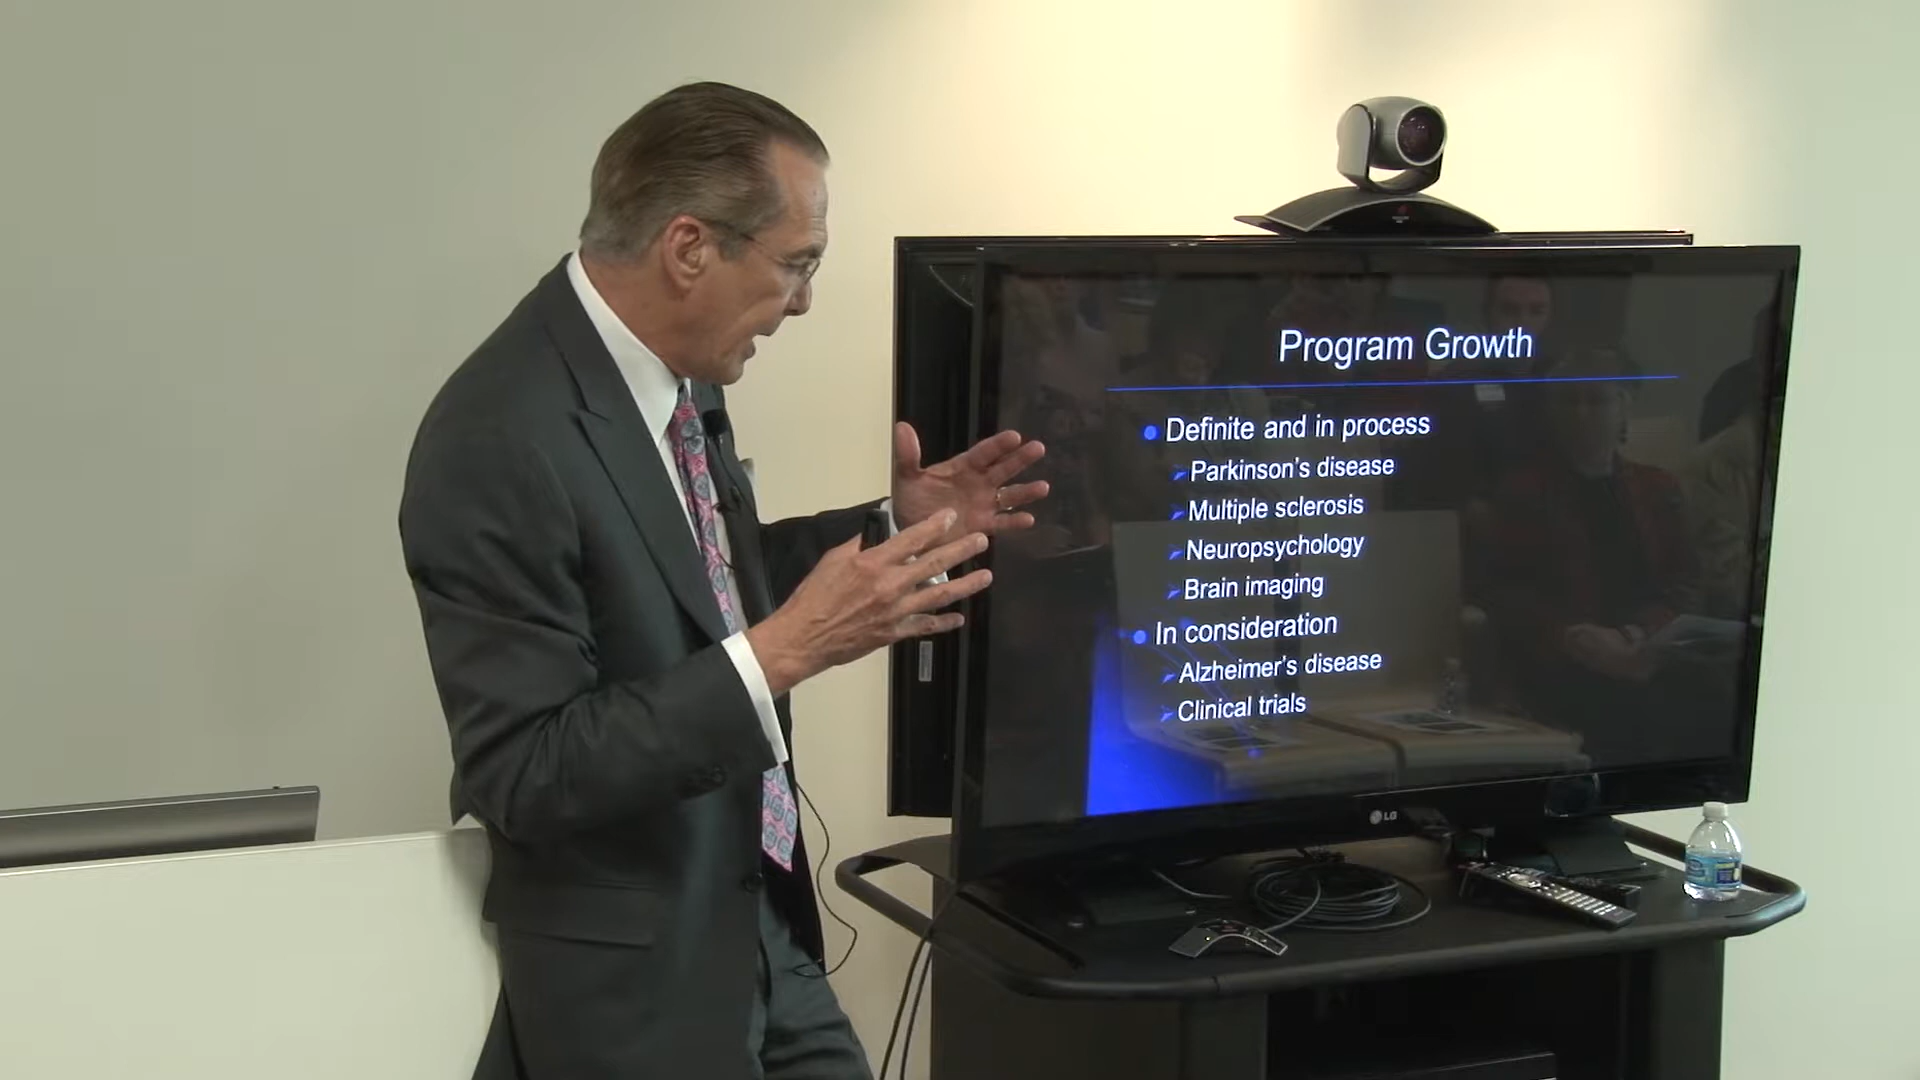 Program Growth
Definite and in process
Parkinson's disease
Multiple sclerosis
Neuropsychology
Brain imaging
In consideration
Alzheimer's disease
Clinical trials
LG